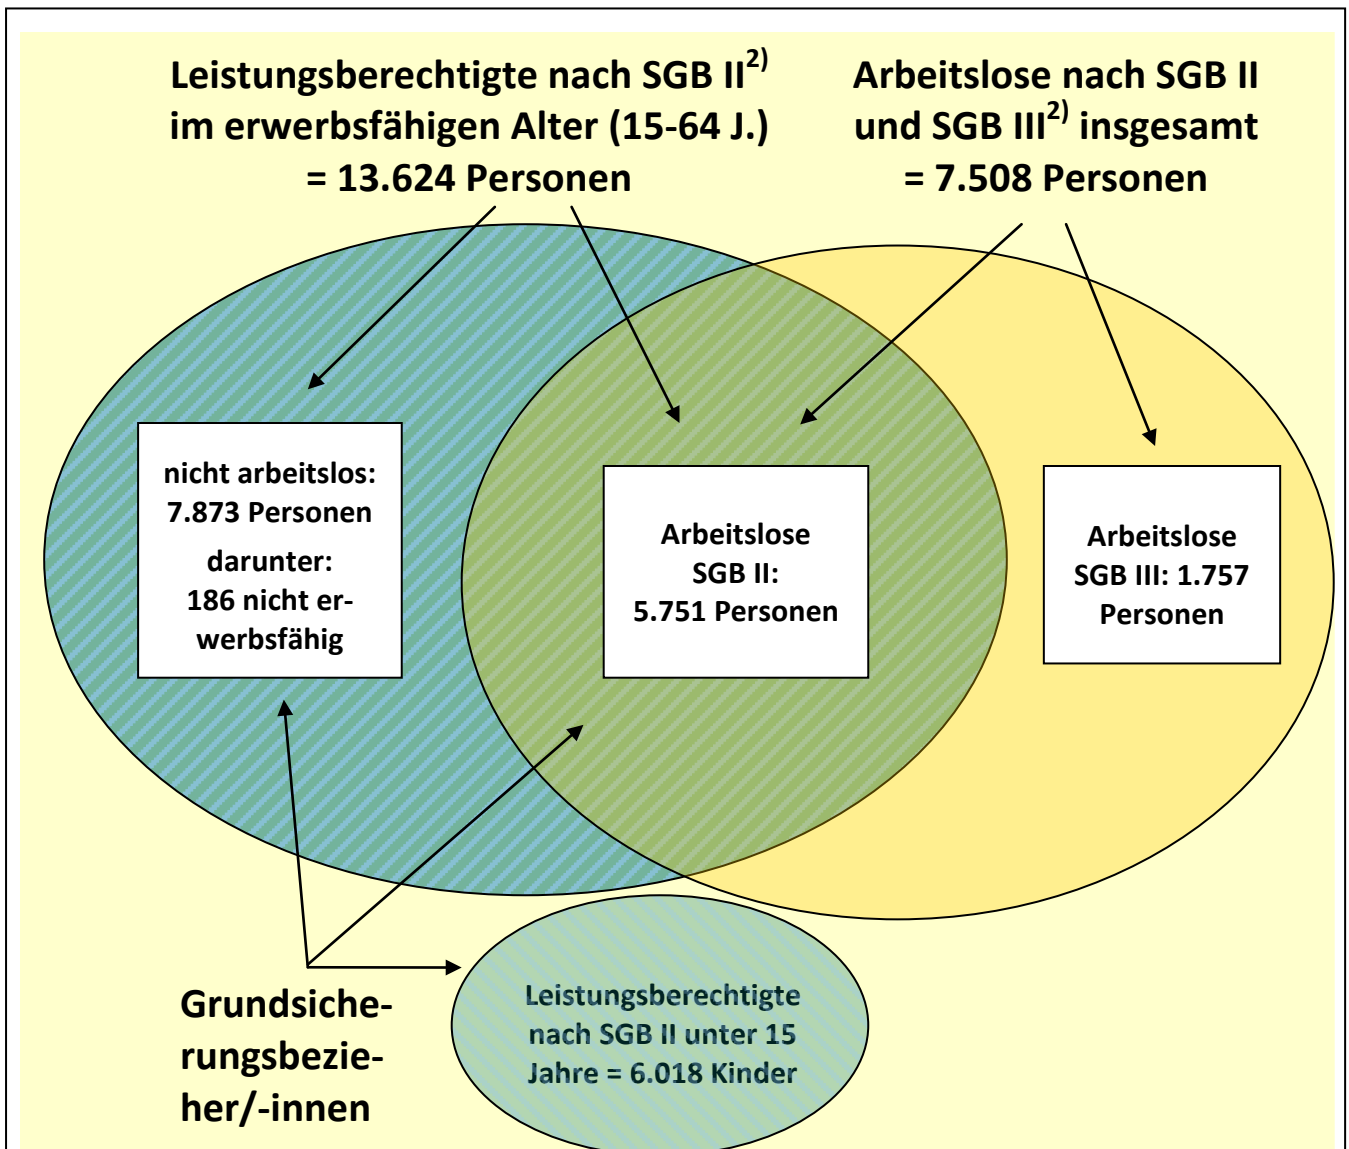 Leistungsberechtigte nach SGB II²⁾
im erwerbsfähigen Alter (15-64 J.)
= 13.624 Personen
Arbeitslose nach SGB II
und SGB III²⁾ insgesamt
= 7.508 Personen
nicht arbeitslos:
7.873 Personen
darunter:
186 nicht er-
werbsfähig
Arbeitslose
SGB II:
5.751 Personen
Arbeitslose
SGB III: 1.757
Personen
Grundsiche-
rungsbezie-
her/-innen
Leistungsberechtigte
nach SGB II unter 15
Jahre = 6.018 Kinder